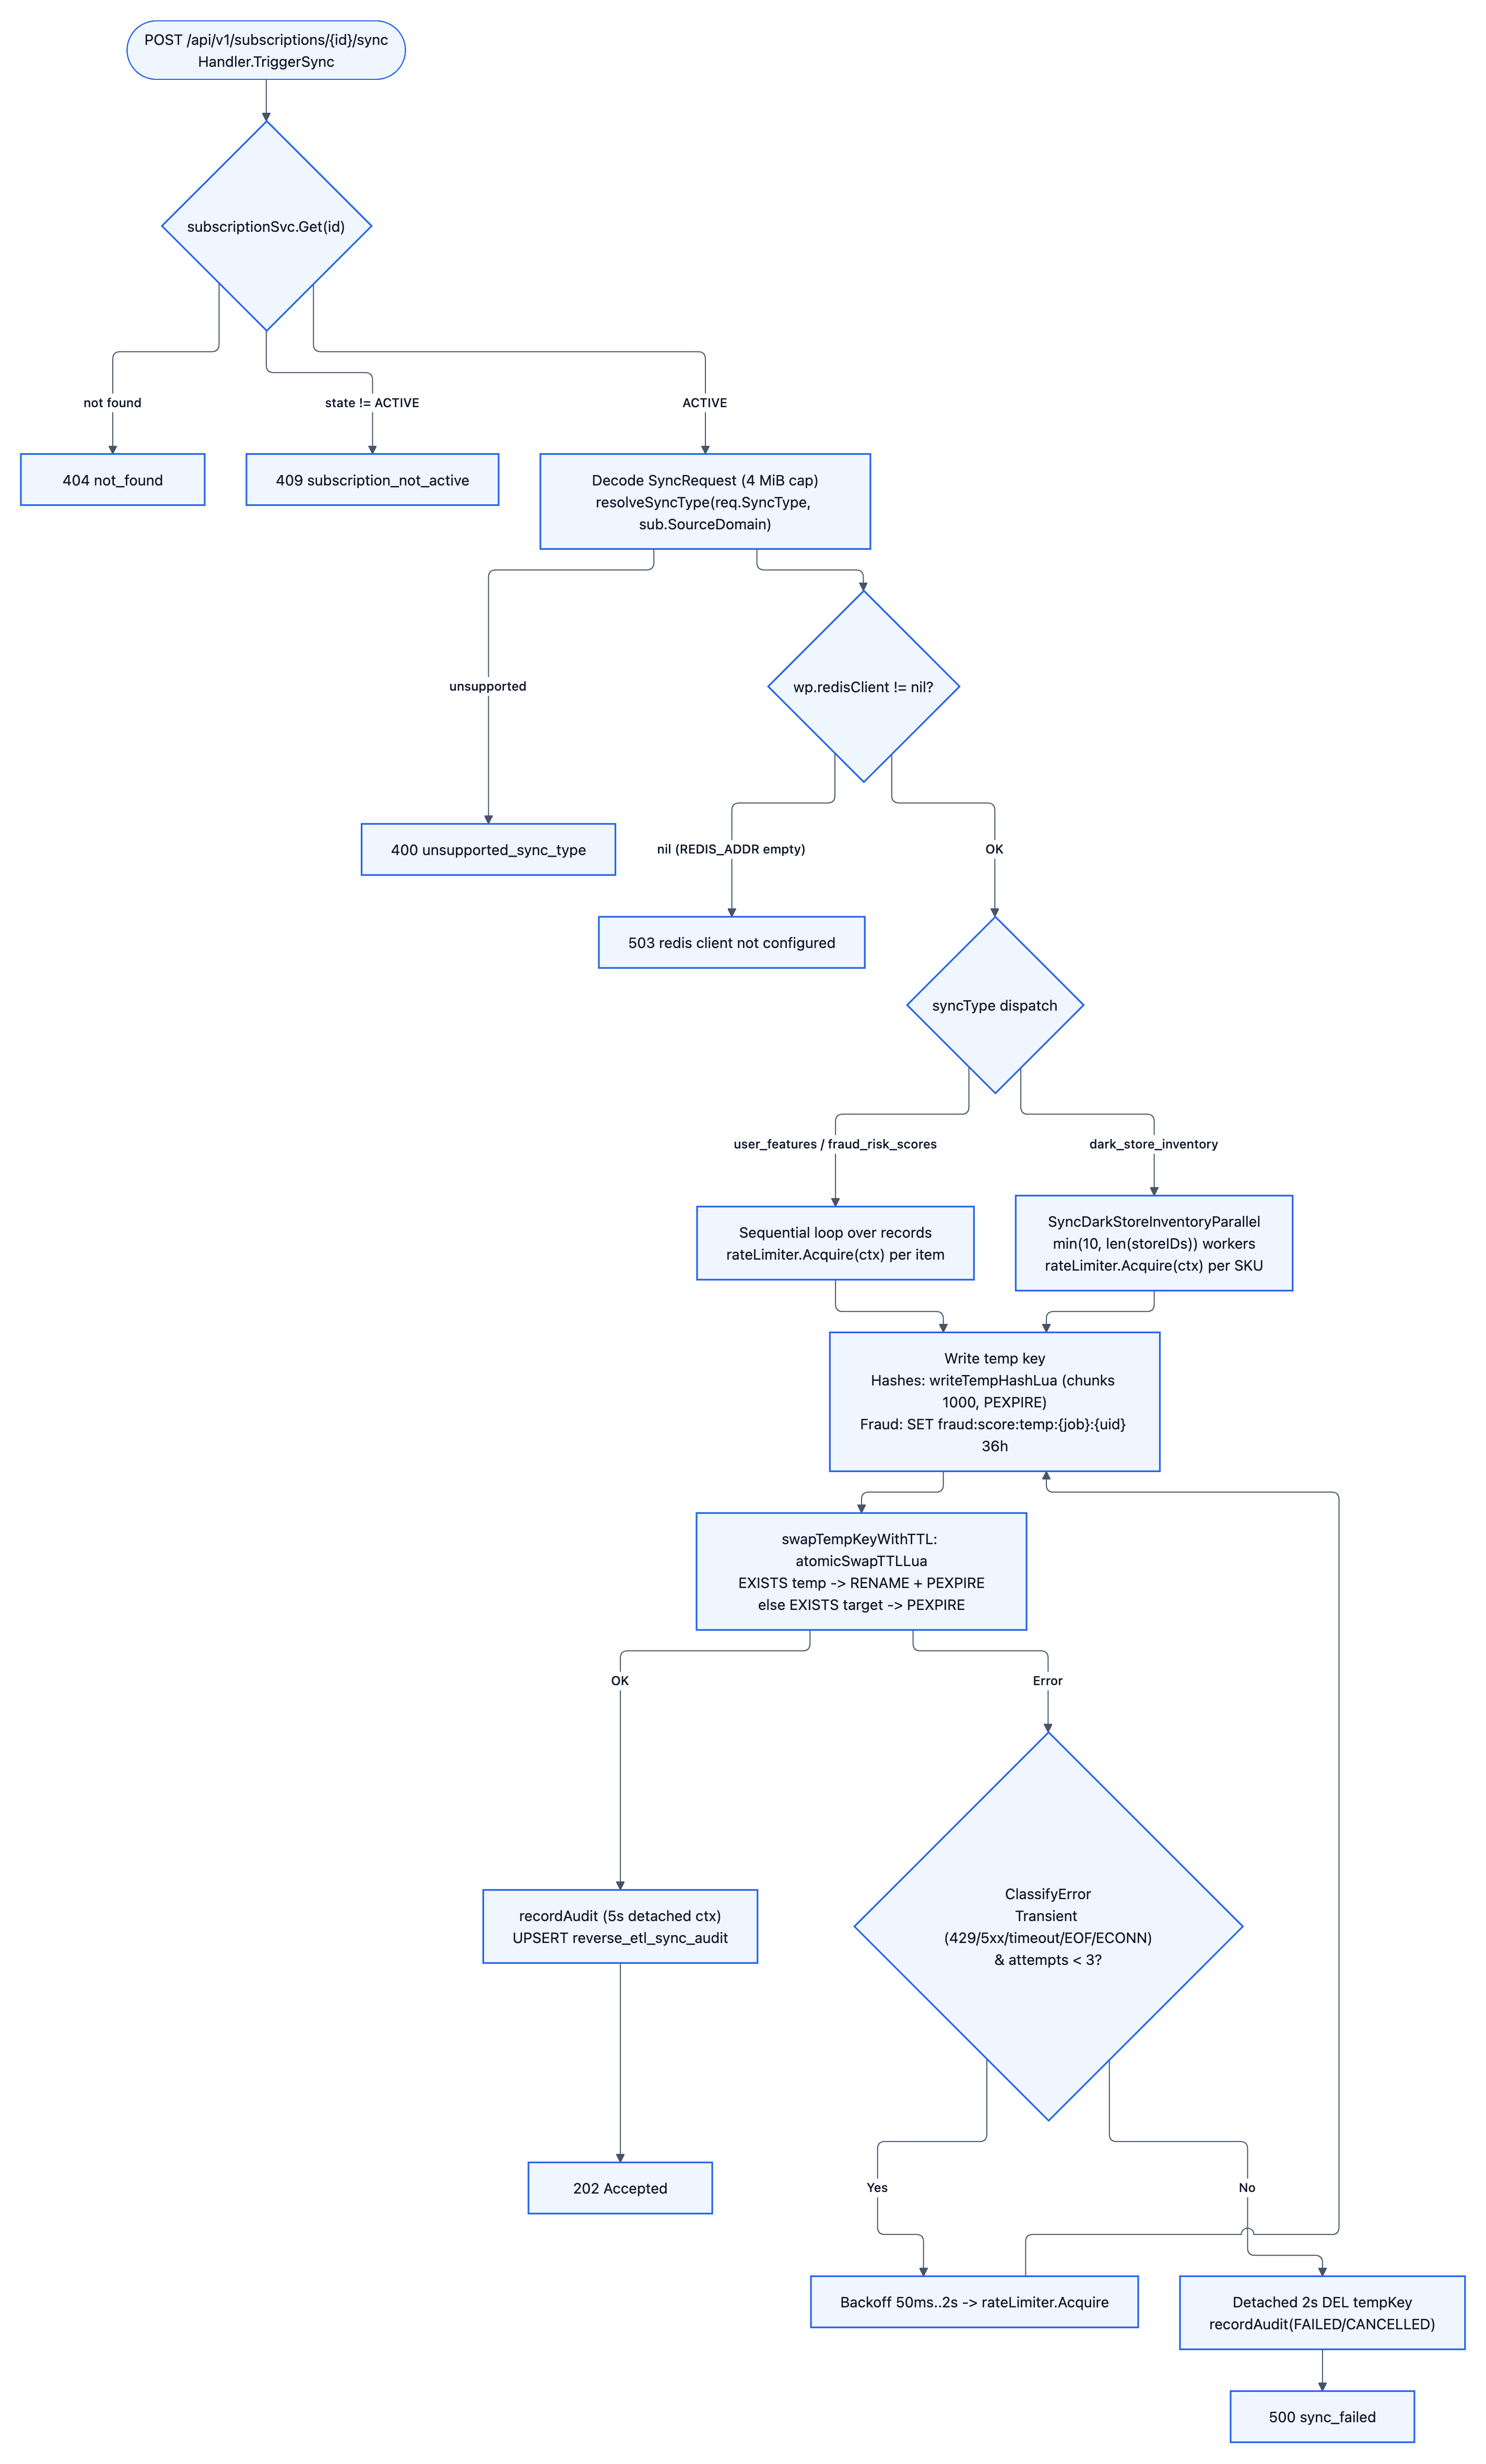 POST /api/v1/subscriptions/{id}/sync
Handler.TriggerSync
subscriptionSvc.Get(id)
not found
state != ACTIVE
ACTIVE
404 not_found
409 subscription_not_active
Decode SyncRequest (4 MiB cap)
resolveSyncType(req.SyncType,
sub.SourceDomain)
unsupported
wp.redisClient != nil?
400 unsupported_sync_type
nil (REDIS_ADDR empty)
OK
503 redis client not configured
syncType dispatch
user_features / fraud_risk_scores
dark_store_inventory
Sequential loop over records
rateLimiter.Acquire(ctx) per item
SyncDarkStoreInventoryParallel
min(10, len(storeIDs)) workers
rateLimiter.Acquire(ctx) per SKU
Write temp key
Hashes: writeTempHashLua (chunks
1000, PEXPIRE)
Fraud: SET fraud:score:temp:{job}:{uid}
36h
swapTempKeyWithTTL:
atomicSwapTTLLua
EXISTS temp -> RENAME + PEXPIRE
else EXISTS target -> PEXPIRE
OK
Error
ClassifyError
Transient
(429/5xx/timeout/EOF/ECONN)
& attempts < 3?
recordAudit (5s detached ctx)
UPSERT reverse_etl_sync_audit
202 Accepted
Yes
No
Backoff 50ms..2s -> rateLimiter.Acquire
Detached 2s DEL tempKey
recordAudit(FAILED/CANCELLED)
500 sync_failed